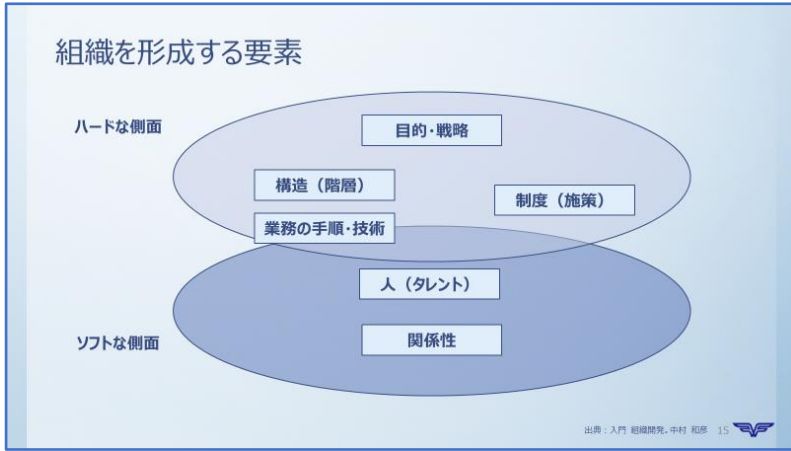 組織を形成する要素
ハードな側面
目的・戦略
構造（階層）
制度（施策）
業務の手順・技術
人（タレント）
ソフトな側面
関係性
出典：入門 組織開発。中村 和彦 15